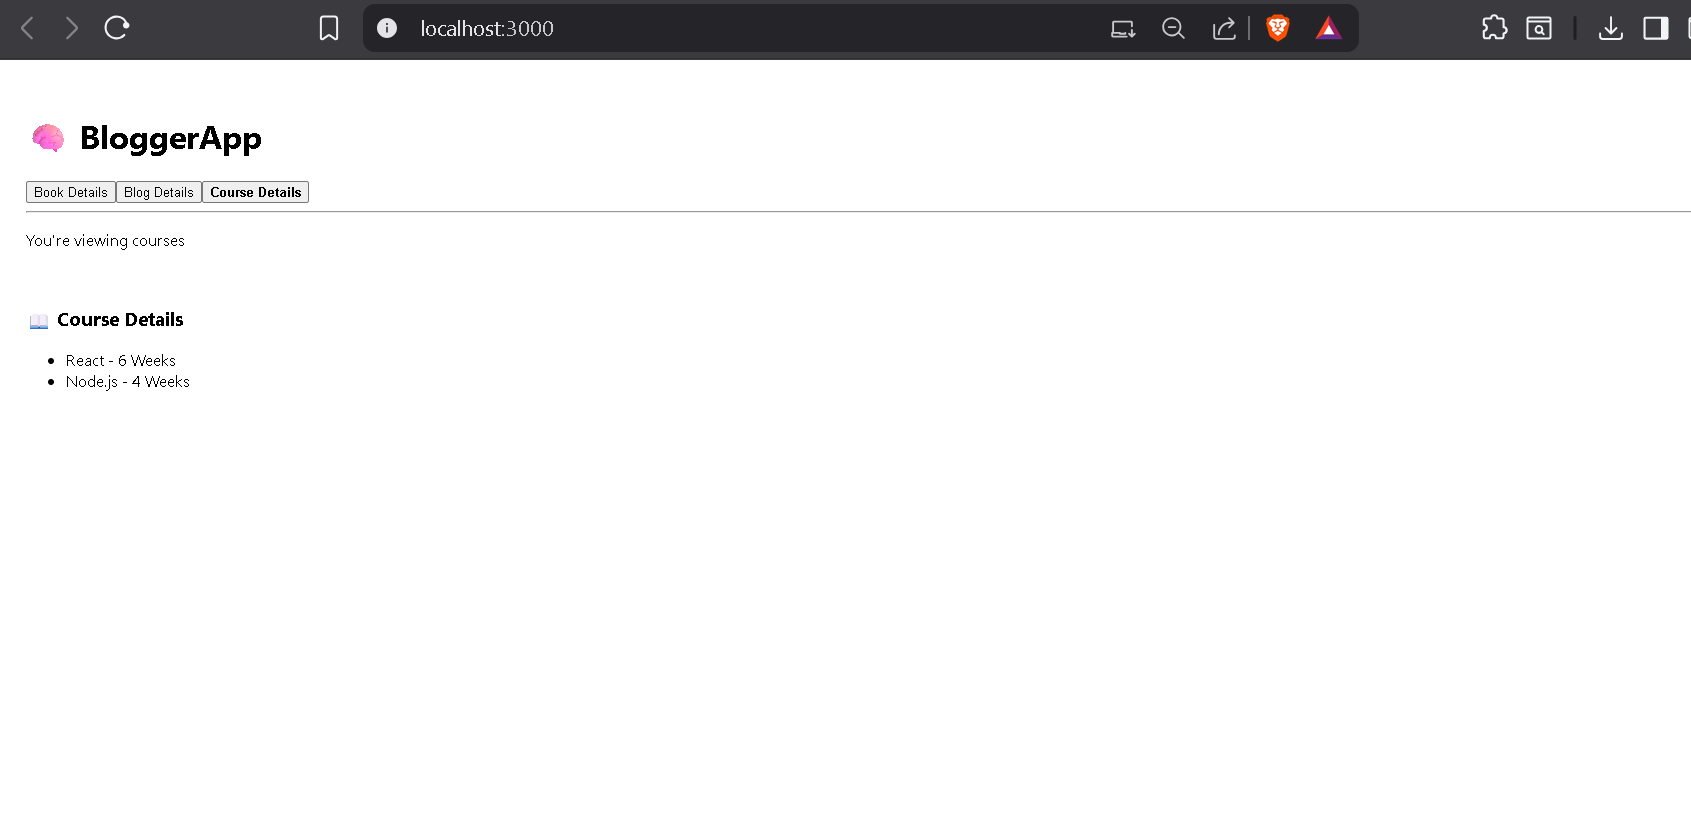 localhost:3000
🧠 BloggerApp
Book Details Blog Details Course Details
You're viewing courses
📖 Course Details
• React - 6 Weeks
• Node.js - 4 Weeks